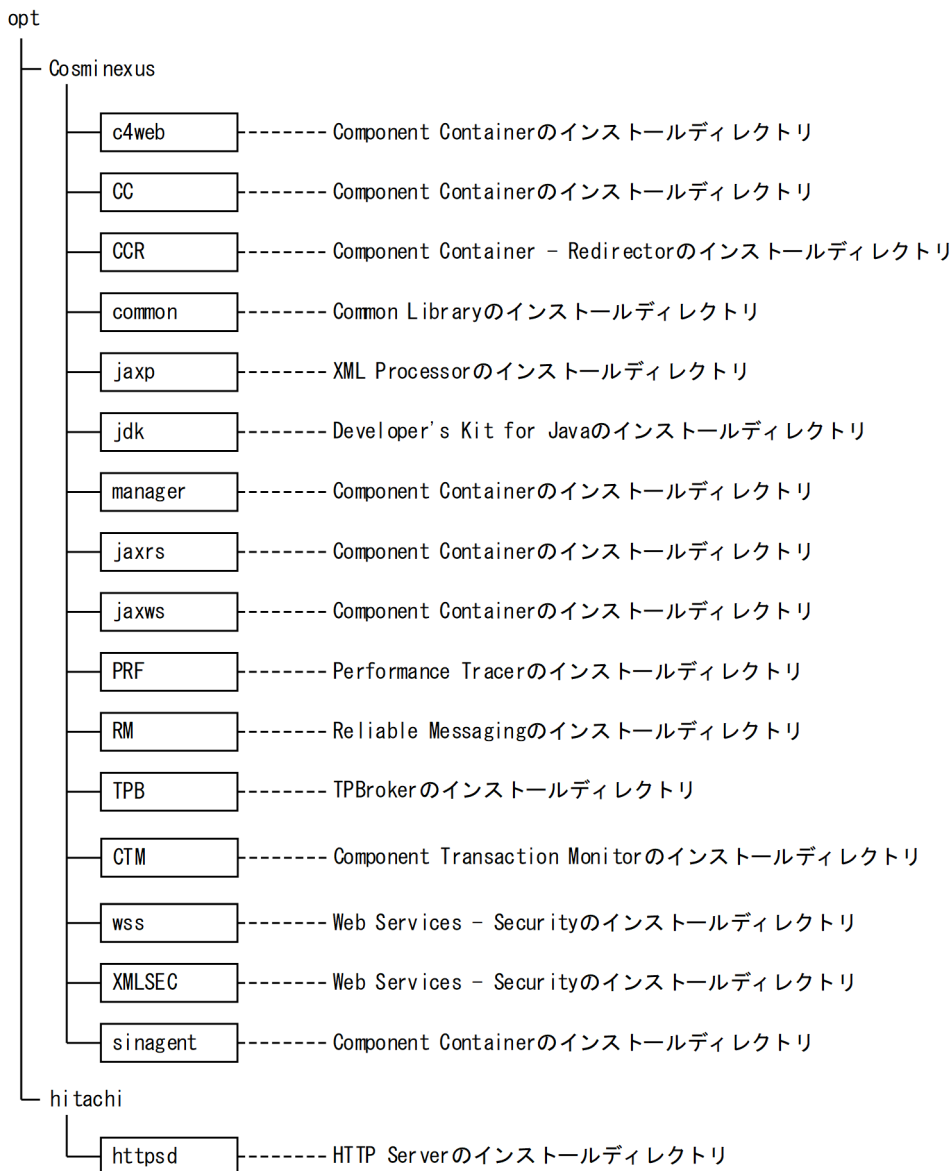 opt
Cosminexus
c4web Component Containerのインストールディレクトリ
CC Component Containerのインストールディレクトリ
CCR Component Container − Redirectorのインストールディレクトリ
common Common Libraryのインストールディレクトリ
jaxp XML Processorのインストールディレクトリ
jdk Developer's Kit for Javaのインストールディレクトリ
manager Component Containerのインストールディレクトリ
jaxrs Component Containerのインストールディレクトリ
jaxws Component Containerのインストールディレクトリ
PRF Performance Tracerのインストールディレクトリ
RM Reliable Messagingのインストールディレクトリ
TPB TPBrokerのインストールディレクトリ
CTM Component Transaction Monitorのインストールディレクトリ
wss Web Services − Securityのインストールディレクトリ
XMLSEC Web Services − Securityのインストールディレクトリ
sinagent Component Containerのインストールディレクトリ
hitachi
httpsd HTTP Serverのインストールディレクトリ